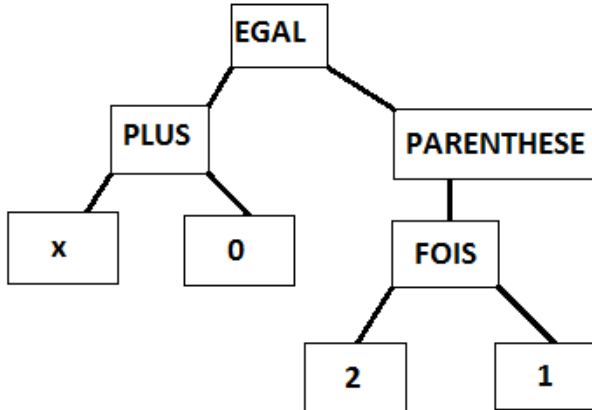 EGAL
PLUS
PARENTHESE
x
0
FOIS
2
1